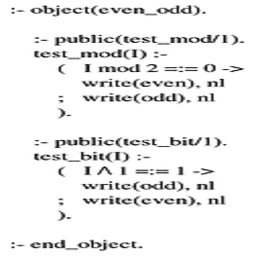 :- object(even_odd).
:- public(test_mod/1).
test_mod(I) :-
( I mod 2 =:= 0 ->
write(even), nl
; write(odd), nl
).
:- public(test_bit/1).
test_bit(I) :-
( I /\ 1 =:= 1 ->
write(odd), nl
; write(even), nl
).
:- end_object.